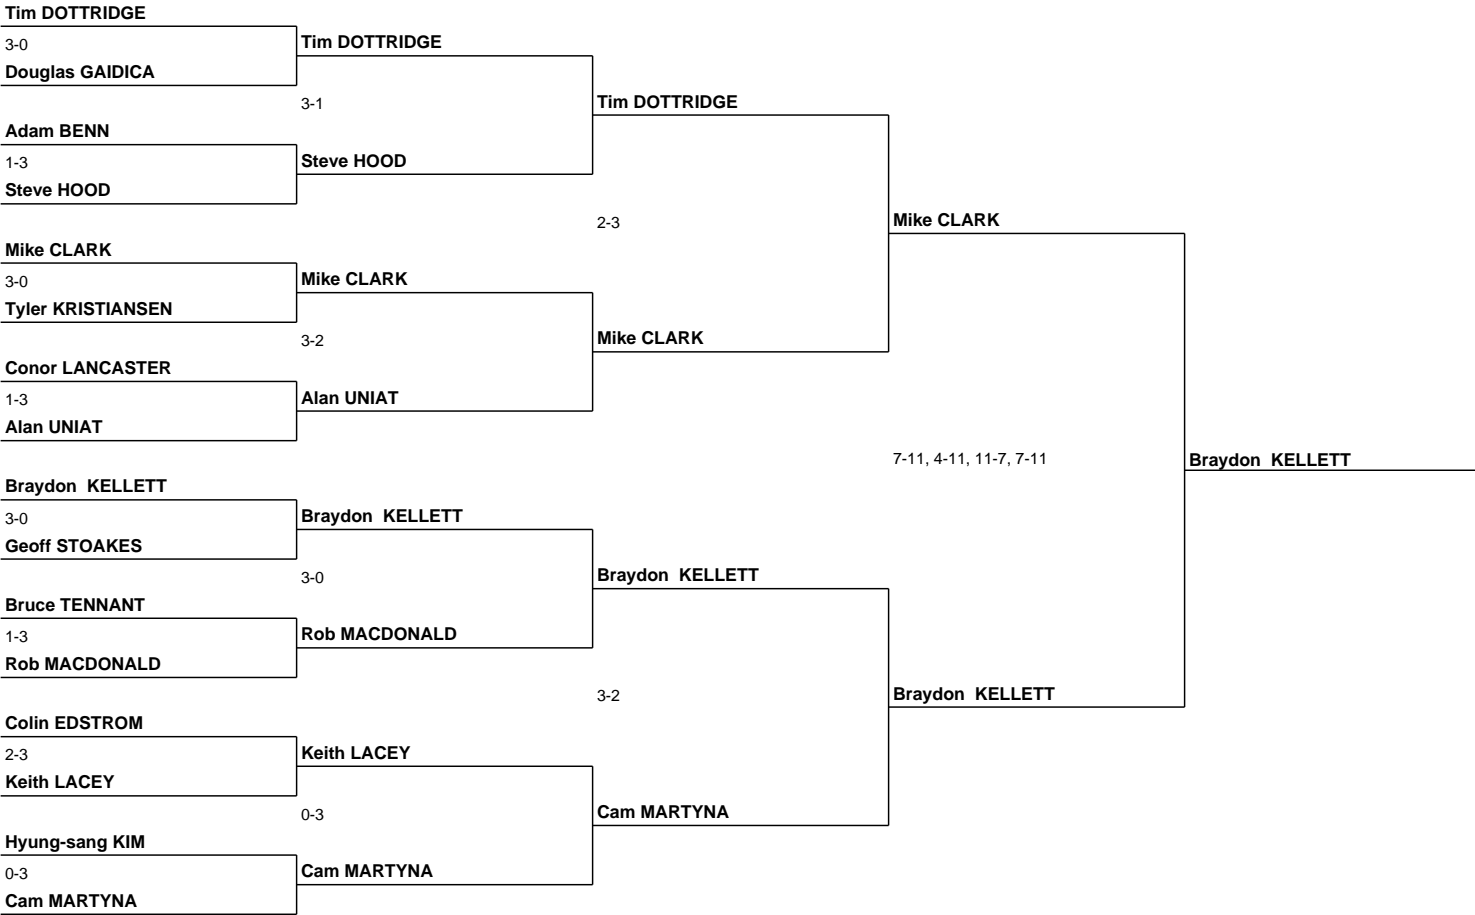 Tim DOTTRIDGE
3-0
Douglas GAIDICA
Adam BENN
1-3
Steve HOOD
Mike CLARK
3-0
Tyler KRISTIANSEN
Conor LANCASTER
1-3
Alan UNIAT
Braydon  KELLETT
3-0
Geoff STOAKES
Bruce TENNANT
1-3
Rob MACDONALD
Colin EDSTROM
2-3
Keith LACEY
Hyung-sang KIM
0-3
Cam MARTYNA
Tim DOTTRIDGE
3-1
Steve HOOD
Mike CLARK
3-2
Alan UNIAT
Braydon  KELLETT
3-0
Rob MACDONALD
Keith LACEY
0-3
Cam MARTYNA
Tim DOTTRIDGE
2-3
Mike CLARK
Braydon  KELLETT
3-2
Cam MARTYNA
Mike CLARK
7-11, 4-11, 11-7, 7-11
Braydon  KELLETT
Braydon  KELLETT